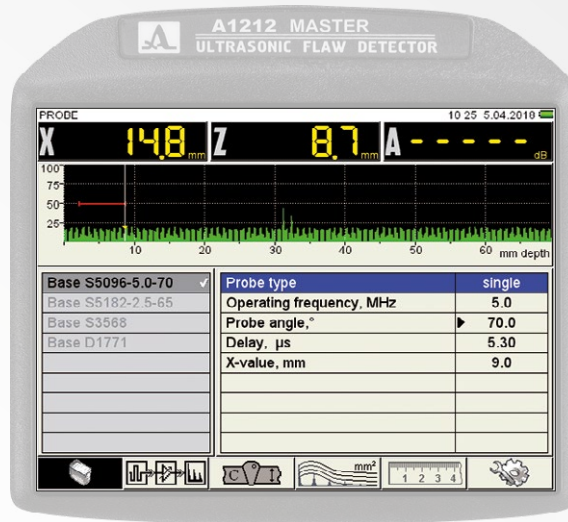 A1212 MASTER
ULTRASONIC FLAW DETECTOR
PROBE 10 25 5.04.2018
X 14.8 mm Z 8.7 mm A - - - - - dB
100
75
50
25
10 20 30 40 50 60 mm depth
Base S5096-5.0-70 ✓ Probe type single
Base S5182-2.5-65 Operating frequency, MHz 5.0
Base S3568 Probe angle,° 70.0
Base D1771 Delay, µs 5.30
X-value, mm 9.0
C I mm² 1 2 3 4